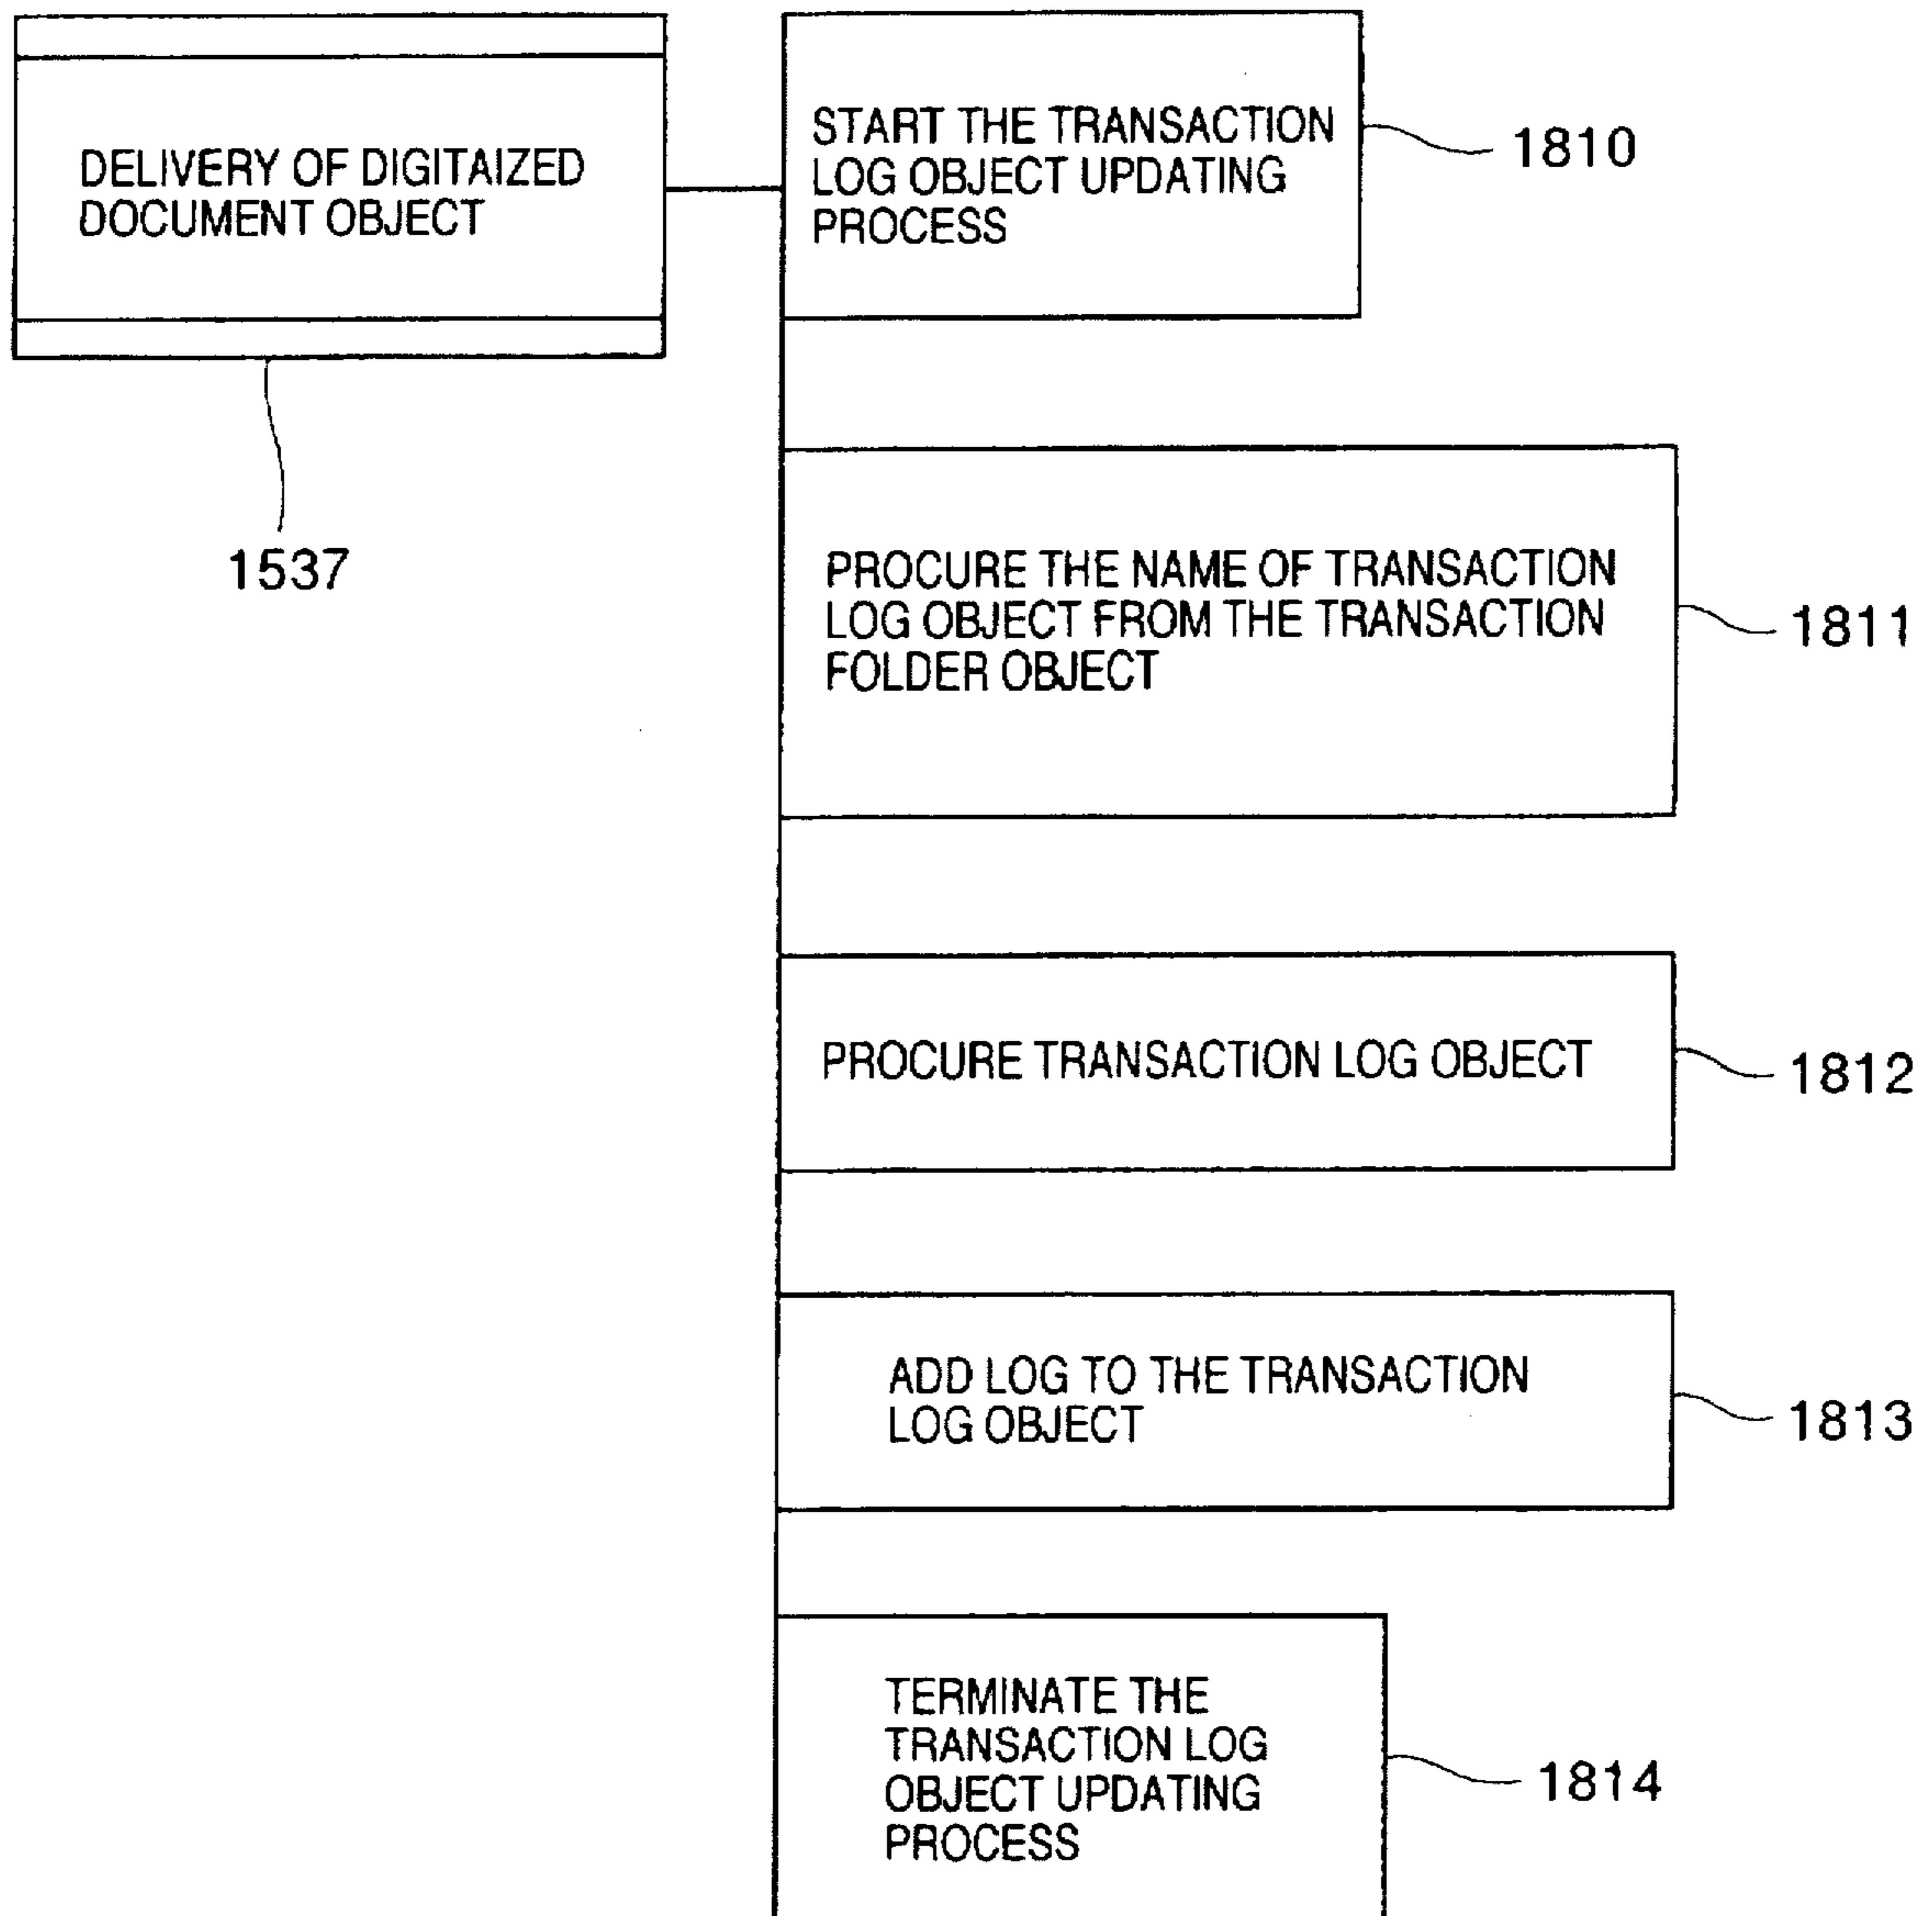 DELIVERY OF DIGITAIZED
DOCUMENT OBJECT
1537
START THE TRANSACTION
LOG OBJECT UPDATING
PROCESS
1810
PROCURE THE NAME OF TRANSACTION
LOG OBJECT FROM THE TRANSACTION
FOLDER OBJECT
1811
PROCURE TRANSACTION LOG OBJECT
1812
ADD LOG TO THE TRANSACTION
LOG OBJECT
1813
TERMINATE THE
TRANSACTION LOG
OBJECT UPDATING
PROCESS
1814